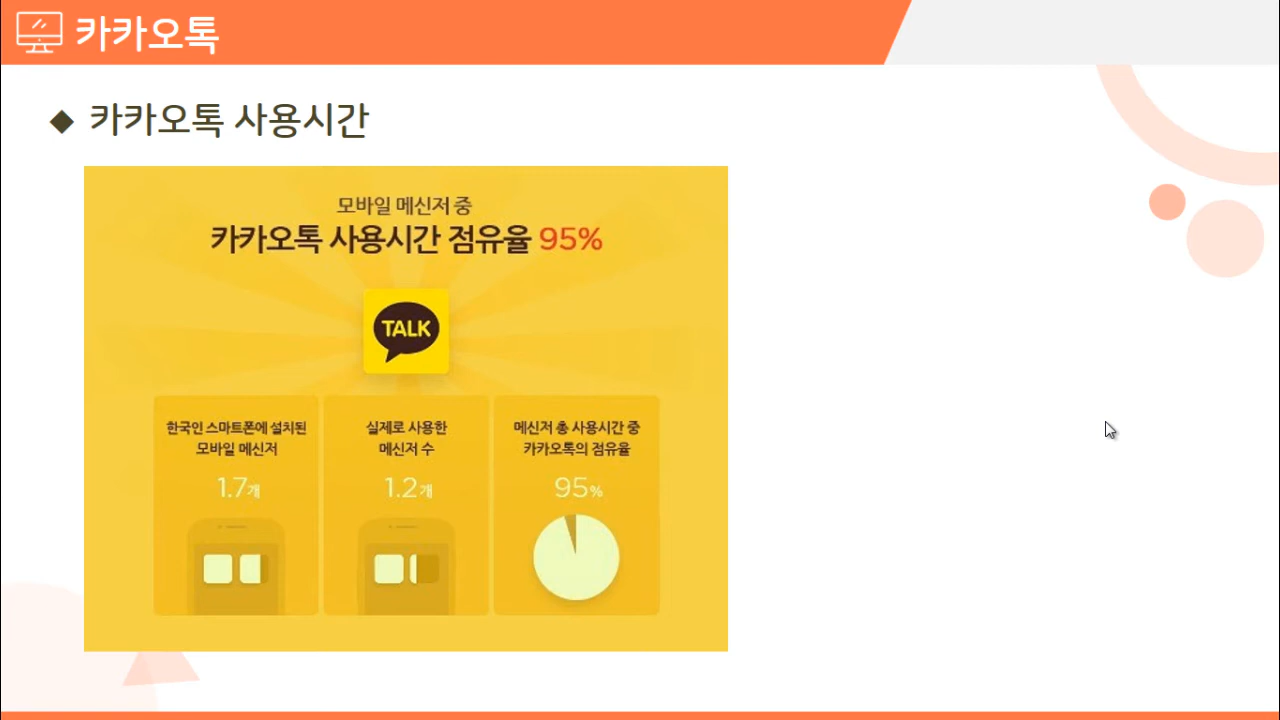 카카오톡
◆ 카카오톡 사용시간
모바일 메신저 중
카카오톡 사용시간 점유율 95%
TALK
한국인 스마트폰에 설치된
모바일 메신저
1.7개
실제로 사용한
메신저 수
1.2개
메신저 총 사용시간 중
카카오톡의 점유율
95%